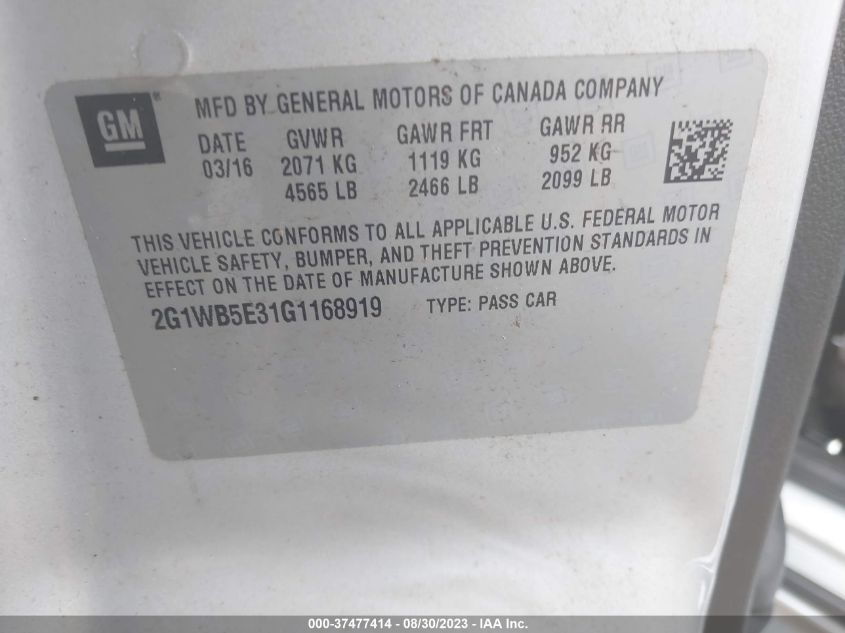 GM®
MFD BY GENERAL MOTORS OF CANADA COMPANY
DATE GVWR GAWR FRT GAWR RR
03/16 2071 KG 1119 KG 952 KG
4565 LB 2466 LB 2099 LB
THIS VEHICLE CONFORMS TO ALL APPLICABLE U.S. FEDERAL MOTOR
VEHICLE SAFETY, BUMPER, AND THEFT PREVENTION STANDARDS IN
EFFECT ON THE DATE OF MANUFACTURE SHOWN ABOVE.
2G1WB5E31G1168919 TYPE: PASS CAR
000-37477414 - 08/30/2023 - IAA Inc.